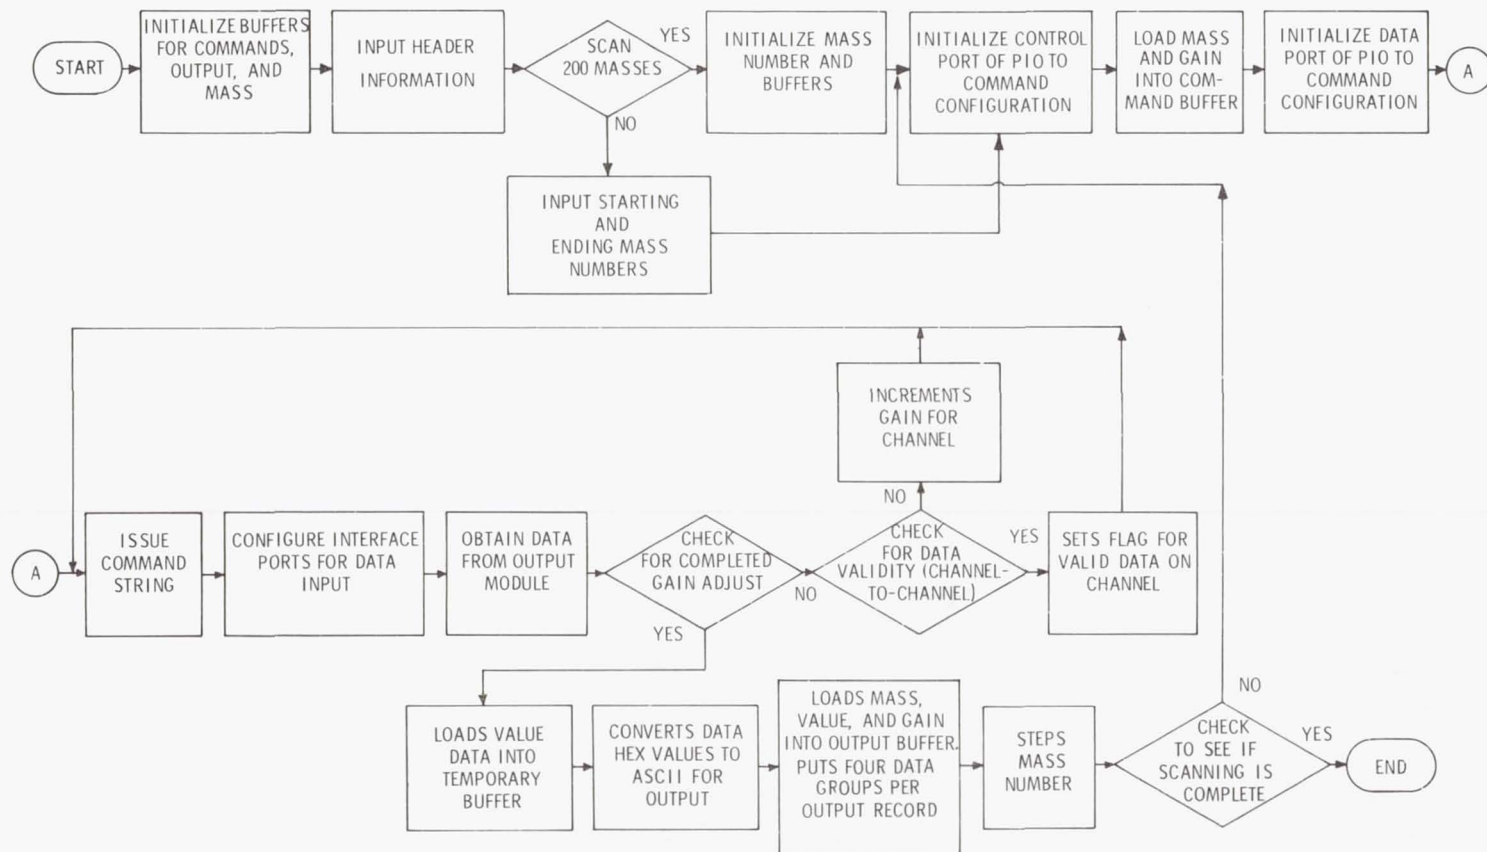 START
INITIALIZE BUFFERS
FOR COMMANDS,
OUTPUT, AND
MASS
INPUT HEADER
INFORMATION
SCAN
200 MASSES
YES
NO
INITIALIZE MASS
NUMBER AND
BUFFERS
INITIALIZE CONTROL
PORT OF PIO TO
COMMAND
CONFIGURATION
LOAD MASS
AND GAIN
INTO COM-
MAND BUFFER
INITIALIZE DATA
PORT OF PIO TO
COMMAND
CONFIGURATION
A
INPUT STARTING
AND
ENDING MASS
NUMBERS
INCREMENTS
GAIN FOR
CHANNEL
NO
A
ISSUE
COMMAND
STRING
CONFIGURE INTERFACE
PORTS FOR DATA
INPUT
OBTAIN DATA
FROM OUTPUT
MODULE
CHECK
FOR COMPLETED
GAIN ADJUST
NO
YES
CHECK
FOR DATA
VALIDITY (CHANNEL-
TO-CHANNEL)
YES
SETS FLAG FOR
VALID DATA ON
CHANNEL
LOADS VALUE
DATA INTO
TEMPORARY
BUFFER
CONVERTS DATA
HEX VALUES TO
ASCII FOR
OUTPUT
LOADS MASS,
VALUE, AND GAIN
INTO OUTPUT BUFFER.
PUTS FOUR DATA
GROUPS PER
OUTPUT RECORD
STEPS
MASS
NUMBER
NO
CHECK
TO SEE IF
SCANNING IS
COMPLETE
YES
END